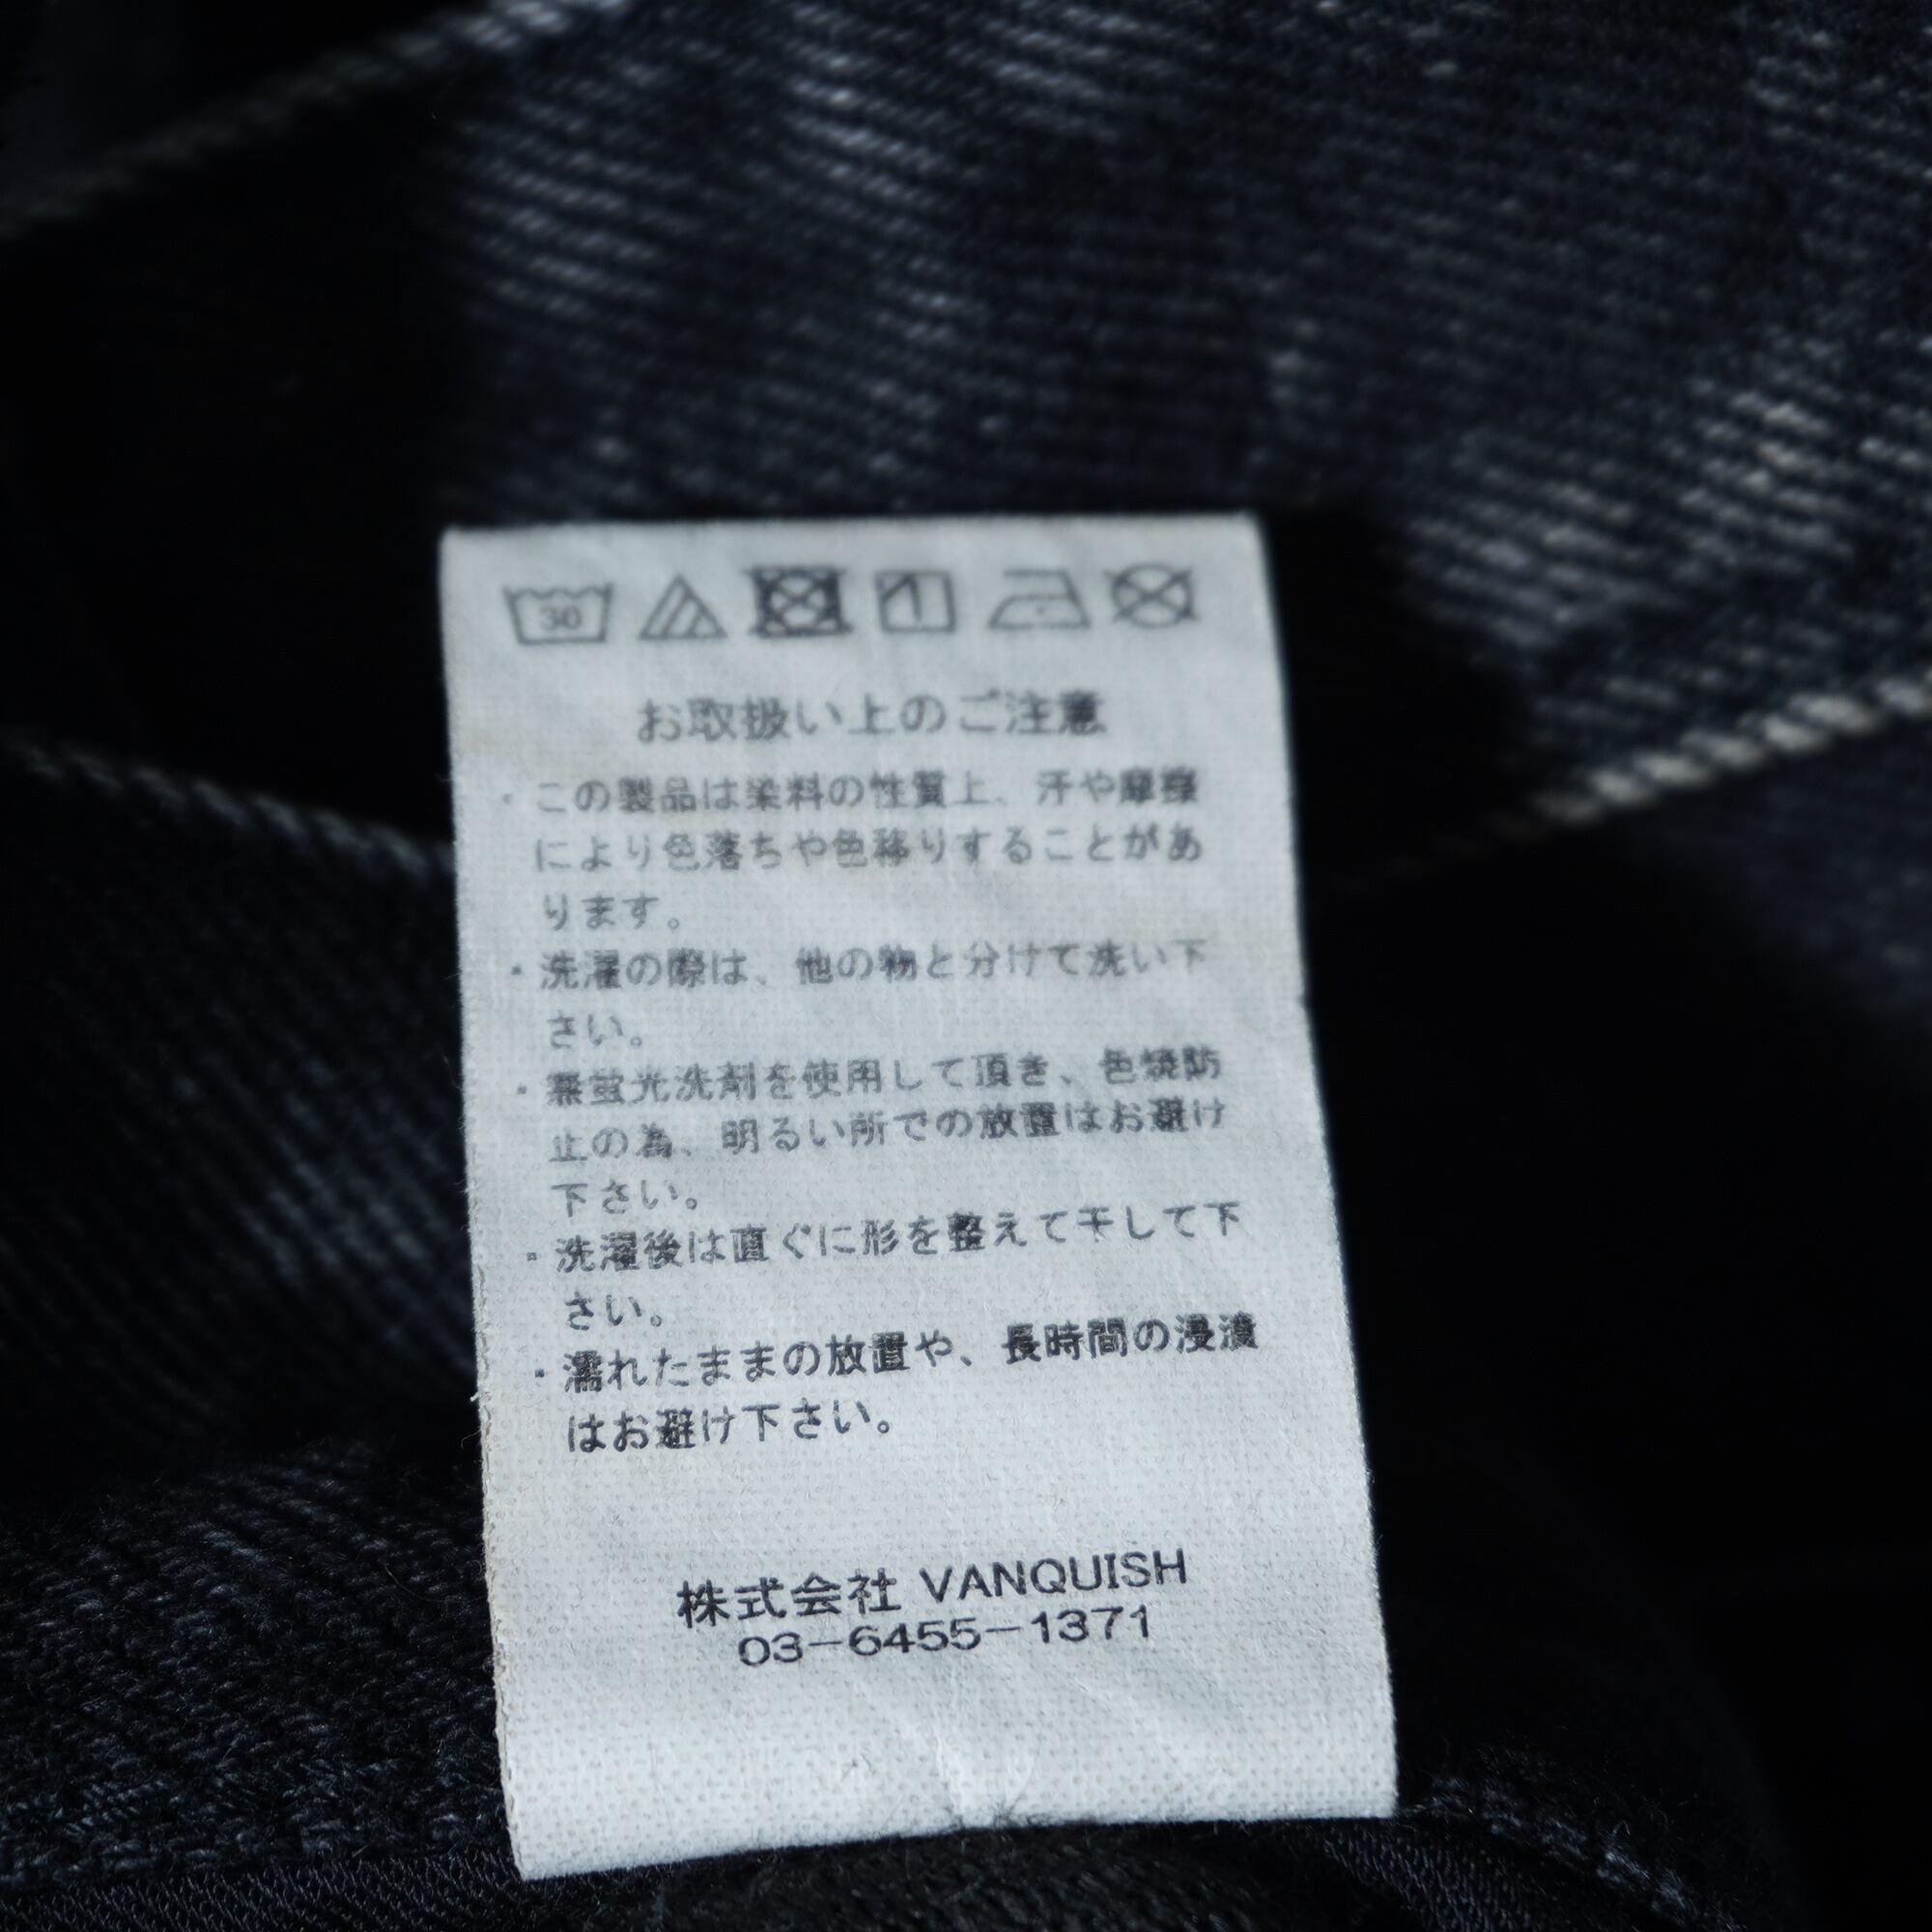 30
お取扱い上のご注意
・この製品は染料の性質上、汗や摩擦
により色落ちや色移りすることがあ
ります。
・洗濯の際は、他の物と分けて洗い下
さい。
・無蛍光洗剤を使用して頂き、色焼防
止の為、明るい所での放置はお避け
下さい。
・洗濯後は直ぐに形を整えて干して下
さい。
・濡れたままの放置や、長時間の浸漬
はお避け下さい。
株式会社 VANQUISH
03-6455-1371